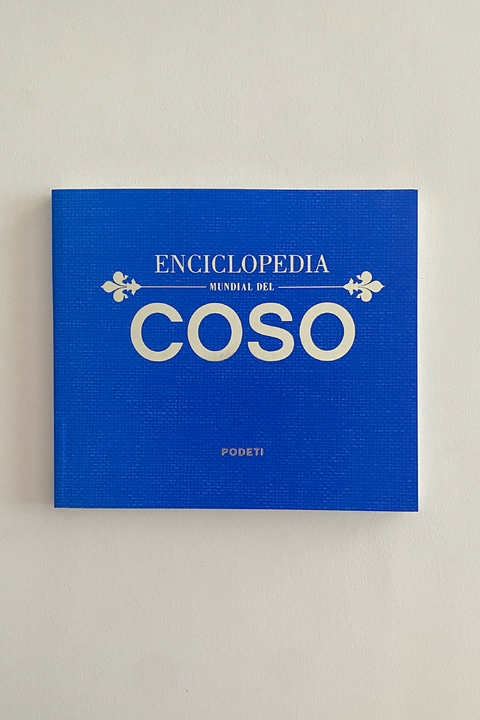 ENCICLOPEDIA
MUNDIAL DEL
COSO
PODETI